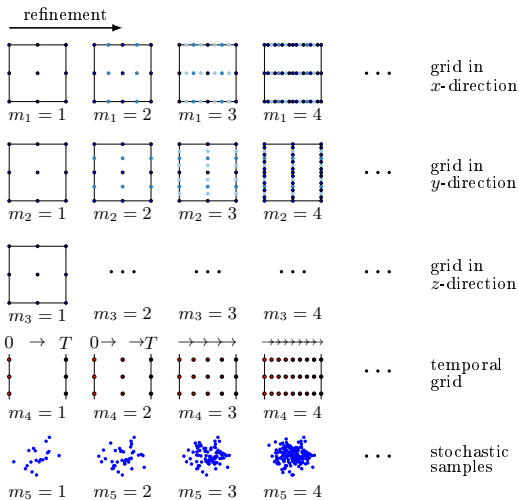 refinement
m₁ = 1 m₁ = 2 m₁ = 3 m₁ = 4 ··· grid in
x-direction
m₂ = 1 m₂ = 2 m₂ = 3 m₂ = 4 ··· grid in
y-direction
m₃ = 1 m₃ = 2 m₃ = 3 m₃ = 4 ··· grid in
z-direction
0 → T 0→ →T →→→→ →→→→→→→→
m₄ = 1 m₄ = 2 m₄ = 3 m₄ = 4 ··· temporal
grid
m₅ = 1 m₅ = 2 m₅ = 3 m₅ = 4 ··· stochastic
samples